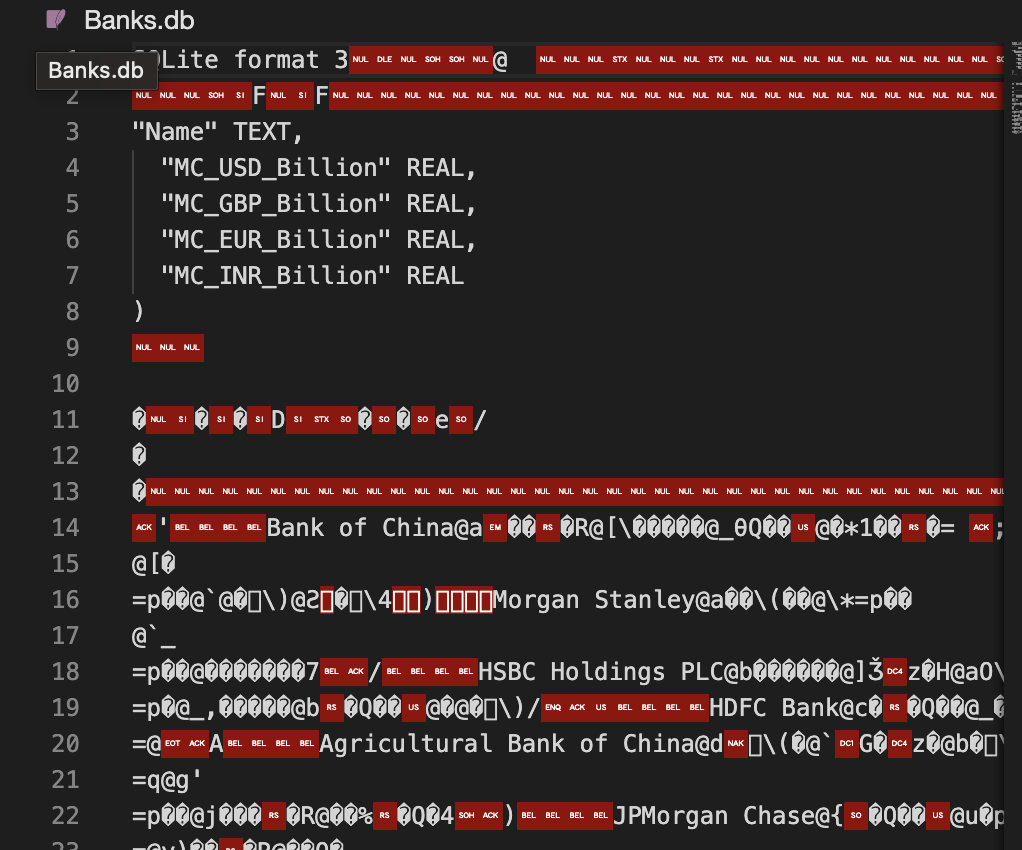 Banks.db
1 SQLite format 3 NUL DLE NUL SOH SOH NUL @ NUL NUL NUL STX NUL NUL NUL STX NUL NUL NUL NUL NUL NUL NUL NUL NUL NUL NUL
Banks.db
2 NUL NUL NUL SOH SI F NUL SI F NUL NUL NUL NUL NUL NUL NUL NUL NUL NUL NUL NUL NUL NUL NUL NUL NUL NUL NUL NUL NUL NUL NUL NUL NUL NUL NUL NUL
3 "Name" TEXT,
4 "MC_USD_Billion" REAL,
5 "MC_GBP_Billion" REAL,
6 "MC_EUR_Billion" REAL,
7 "MC_INR_Billion" REAL
8 )
9 NUL NUL NUL
10
11 � NUL SI � SI � SI D SI STX SO � SO � SO e SO /
12 �
13 � NUL NUL NUL NUL NUL NUL NUL NUL NUL NUL NUL NUL NUL NUL NUL NUL NUL NUL NUL NUL NUL NUL NUL NUL NUL NUL NUL NUL NUL NUL NUL NUL NUL NUL NUL
14 ACK ' BEL BEL BEL BEL Bank of China@a EM �� RS �R@[\�����@_θQ�� US @�*1�� RS �= ACK ;
15 @[�
16 =p��@`@�\)@Ƨ�\4)Morgan Stanley@a��\(��@\*=p��
17 @`_
18 =p��@�������7 BEL ACK / BEL BEL BEL BEL HSBC Holdings PLC@b������@]Ǯ DC4 z�H@aO\
19 =p�@_,�����@b RS �Q�� US @�@�\)/ ENQ ACK US BEL BEL BEL BEL HDFC Bank@c� RS �Q��@_�
20 =@ EOT ACK A BEL BEL BEL BEL Agricultural Bank of China@d NAK \(�@` DC1 G� DC4 z�@b�\
21 =q@g'
22 =p��@j��� RS �R@��% RS �Q�4 SOH ACK ) BEL BEL BEL BEL JPMorgan Chase@{ SO �Q�� US @u�p
23